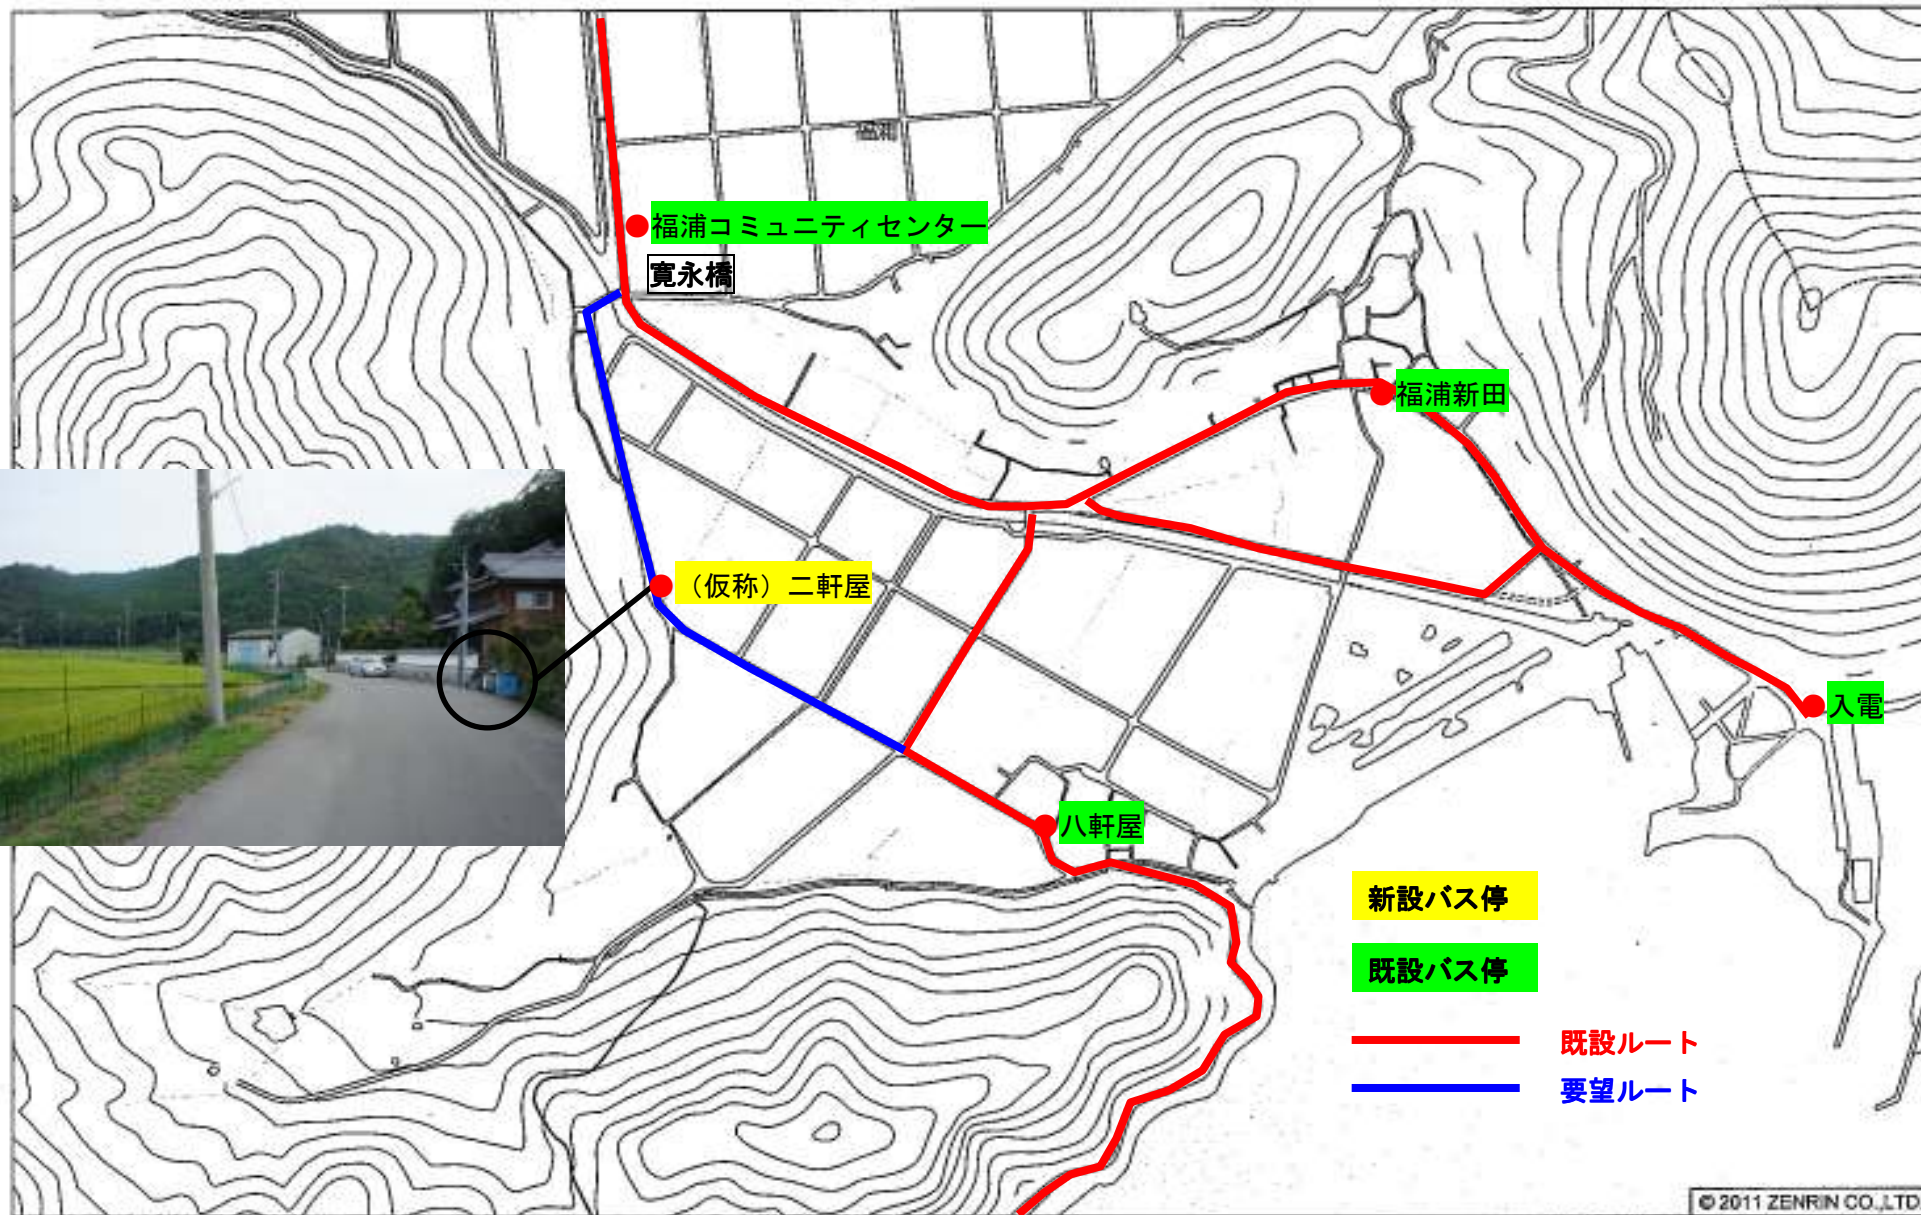 福浦コミュニティセンター
寛永橋
福浦新田
(仮称)二軒屋
入電
八軒屋
新設バス停
既設バス停
既設ルート
要望ルート
© 2011 ZENRIN CO.,LTD